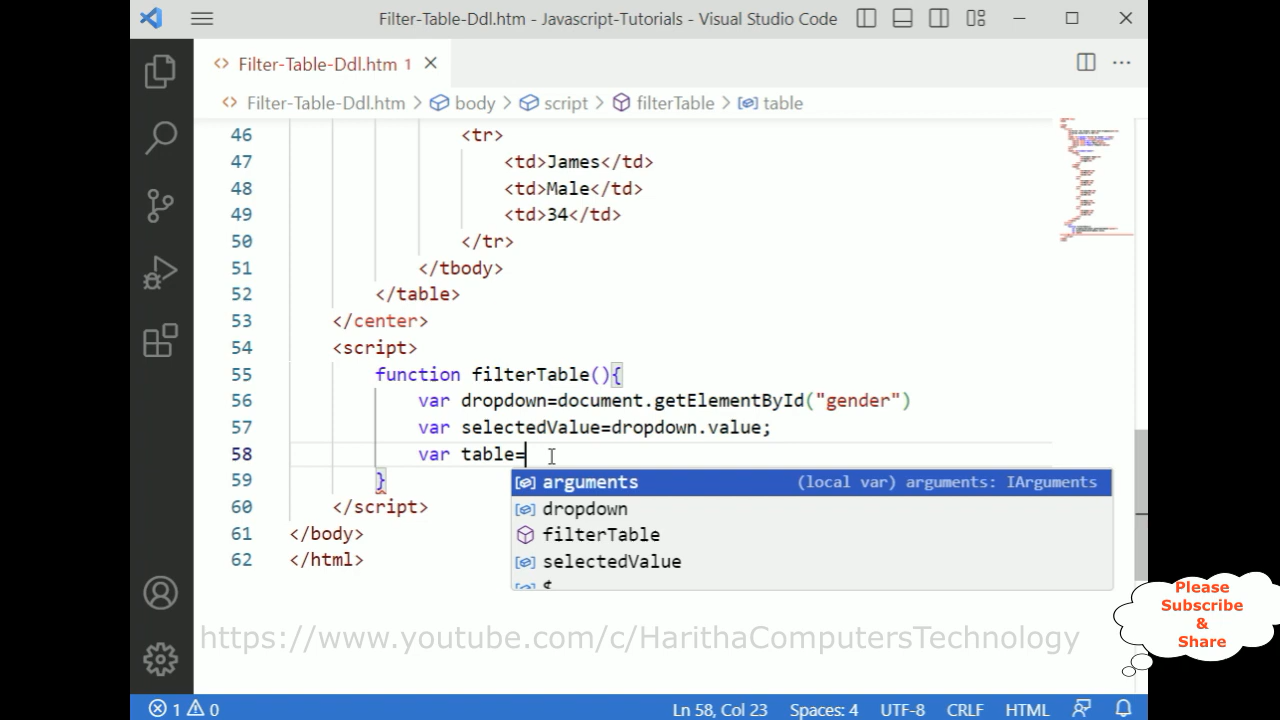 Filter-Table-Ddl.htm - Javascript-Tutorials - Visual Studio Code
Filter-Table-Ddl.htm 1
Filter-Table-Ddl.htm > body > script > filterTable > table
46 <tr>
47 <td>James</td>
48 <td>Male</td>
49 <td>34</td>
50 </tr>
51 </tbody>
52 </table>
53 </center>
54 <script>
55 function filterTable(){
56 var dropdown=document.getElementById("gender")
57 var selectedValue=dropdown.value;
58 var table=
arguments (local var) arguments: IArguments
dropdown
filterTable
selectedValue
$
59 }
60 </script>
61 </body>
62 </html>
Please
Subscribe
&
Share
https://www.youtube.com/c/HarithaComputersTechnology
1 0 Ln 58, Col 23 Spaces: 4 UTF-8 CRLF HTML